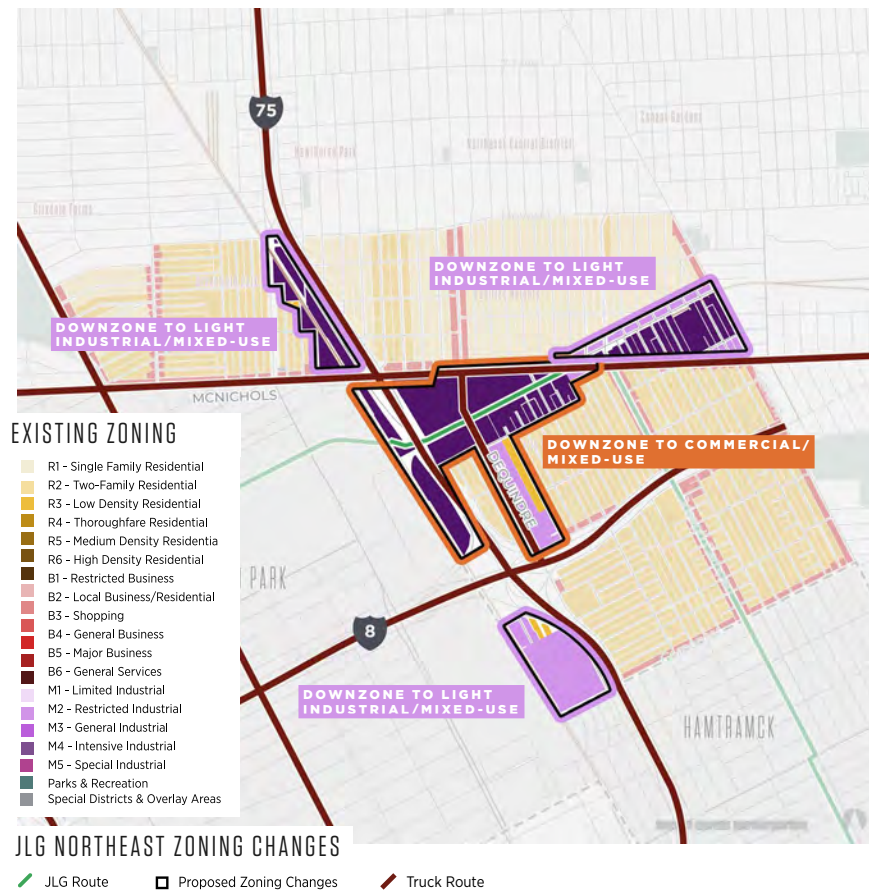 75
Conant Gardens
DOWNZONE TO LIGHT
INDUSTRIAL/MIXED-USE
DOWNZONE TO LIGHT
INDUSTRIAL/MIXED-USE
MCNICHOLS
DOWNZONE TO COMMERCIAL/
MIXED-USE
DEQUINDRE
PARK
8
DOWNZONE TO LIGHT
INDUSTRIAL/MIXED-USE
HAMTRAMCK
EXISTING ZONING
R1 - Single Family Residential
R2 - Two-Family Residential
R3 - Low Density Residential
R4 - Thoroughfare Residential
R5 - Medium Density Residentia
R6 - High Density Residential
B1 - Restricted Business
B2 - Local Business/Residential
B3 - Shopping
B4 - General Business
B5 - Major Business
B6 - General Services
M1 - Limited Industrial
M2 - Restricted Industrial
M3 - General Industrial
M4 - Intensive Industrial
M5 - Special Industrial
Parks & Recreation
Special Districts & Overlay Areas
JLG NORTHEAST ZONING CHANGES
JLG Route
Proposed Zoning Changes
Truck Route